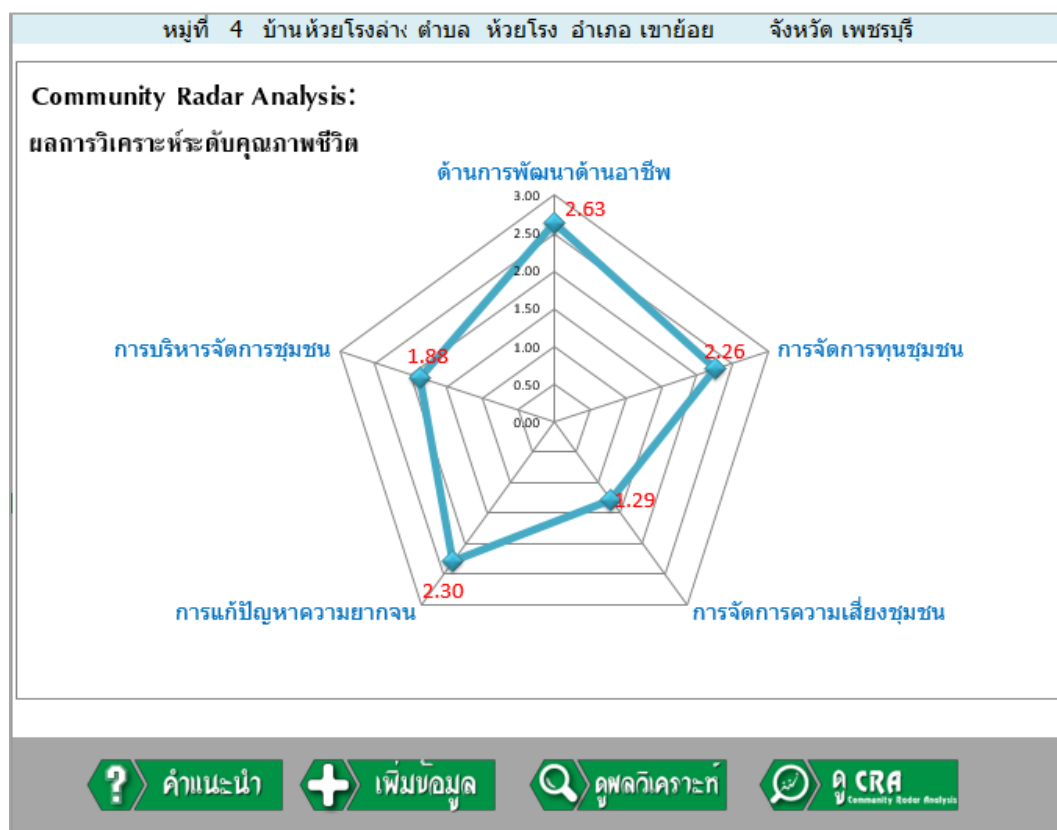 หมู่ที่ 4 บ้านห้วยโรงล่าง ตำบล ห้วยโรง อำเภอ เขาย้อย จังหวัด เพชรบุรี
Community Radar Analysis:
ผลการวิเคราะห์ระดับคุณภาพชีวิต
ด้านการพัฒนาด้านอาชีพ
3.00
2.63
2.50
2.00
1.50
1.00
0.50
0.00
การบริหารจัดการชุมชน
1.88
2.26
การจัดการทุนชุมชน
1.29
2.30
การแก้ปัญหาความยากจน
การจัดการความเสี่ยงชุมชน
? คำแนะนำ
เพิ่มข้อมูล
ดูผลวิเคราะห์
ดู CRA
Community Radar Analysis